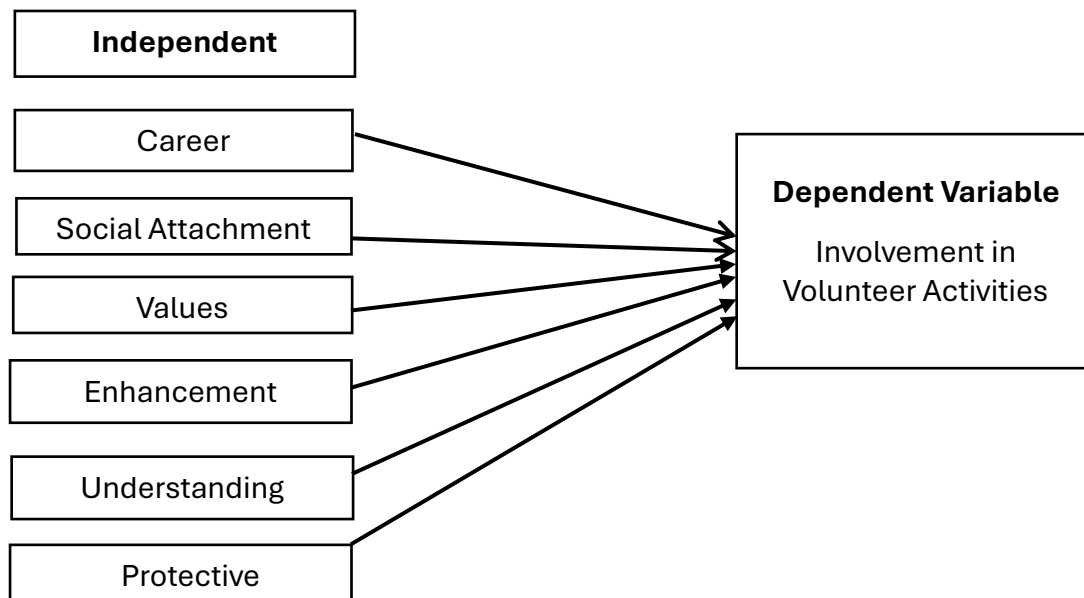 Independent
Career
Social Attachment
Values
Enhancement
Understanding
Protective
Dependent Variable
Involvement in
Volunteer Activities